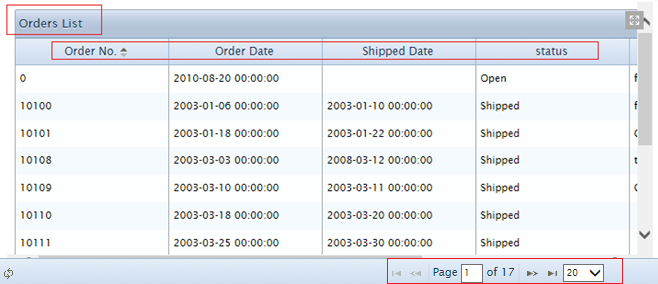 Orders List
Order No. Order Date Shipped Date status
0 2010-08-20 00:00:00 Open f
10100 2003-01-06 00:00:00 2003-01-10 00:00:00 Shipped f
10101 2003-01-18 00:00:00 2003-01-22 00:00:00 Shipped
10108 2003-03-03 00:00:00 2008-03-12 00:00:00 Shipped t
10109 2003-03-10 00:00:00 2003-03-11 00:00:00 Shipped
10110 2003-03-18 00:00:00 2003-03-20 00:00:00 Shipped
10111 2003-03-25 00:00:00 2003-03-30 00:00:00 Shipped
Page 1 of 17 20